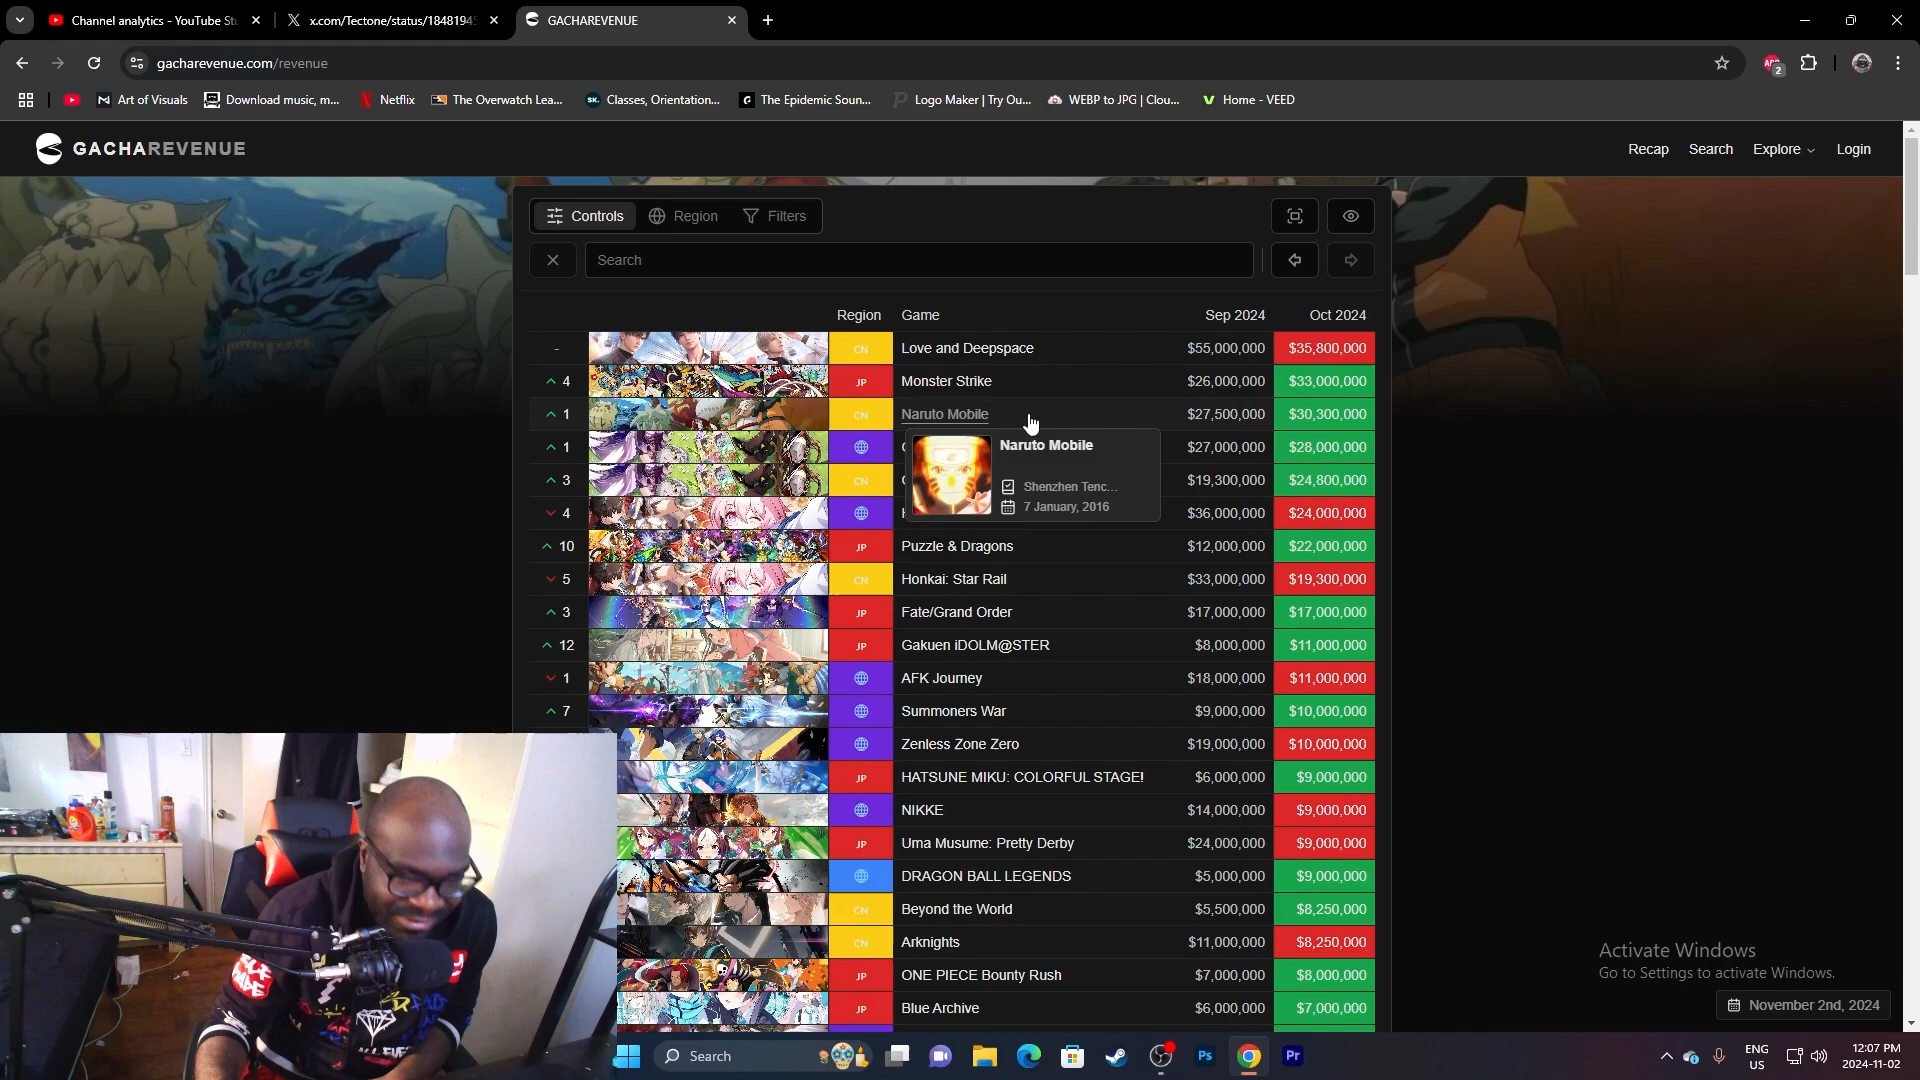 Channel analytics - YouTube St
x.com/Tectone/status/18481945
GACHAREVENUE
gacharevenue.com/revenue
ABP
2
Art of Visuals
Download music, m...
Netflix
The Overwatch Lea...
SK.
Classes, Orientation...
The Epidemic Soun...
Logo Maker | Try Ou...
WEBP to JPG | Clou...
Home - VEED
GACHAREVENUE
Recap
Search
Explore
Login
Controls
Region
Filters
Search
Region Game Sep 2024 Oct 2024
- CN Love and Deepspace $55,000,000 $35,800,000
4 JP Monster Strike $26,000,000 $33,000,000
1 CN Naruto Mobile $27,500,000 $30,300,000
1 $27,000,000 $28,000,000
3 CN $19,300,000 $24,800,000
4 $36,000,000 $24,000,000
Naruto Mobile
Shenzhen Tenc...
7 January, 2016
10 JP Puzzle & Dragons $12,000,000 $22,000,000
5 CN Honkai: Star Rail $33,000,000 $19,300,000
3 JP Fate/Grand Order $17,000,000 $17,000,000
12 JP Gakuen iDOLM@STER $8,000,000 $11,000,000
1 AFK Journey $18,000,000 $11,000,000
7 Summoners War $9,000,000 $10,000,000
Zenless Zone Zero $19,000,000 $10,000,000
JP HATSUNE MIKU: COLORFUL STAGE! $6,000,000 $9,000,000
NIKKE $14,000,000 $9,000,000
JP Uma Musume: Pretty Derby $24,000,000 $9,000,000
DRAGON BALL LEGENDS $5,000,000 $9,000,000
CN Beyond the World $5,500,000 $8,250,000
CN Arknights $11,000,000 $8,250,000
JP ONE PIECE Bounty Rush $7,000,000 $8,000,000
JP Blue Archive $6,000,000 $7,000,000
Activate Windows
Go to Settings to activate Windows.
November 2nd, 2024
Search
Ps
Pr
ENG
US
12:07 PM
2024-11-02